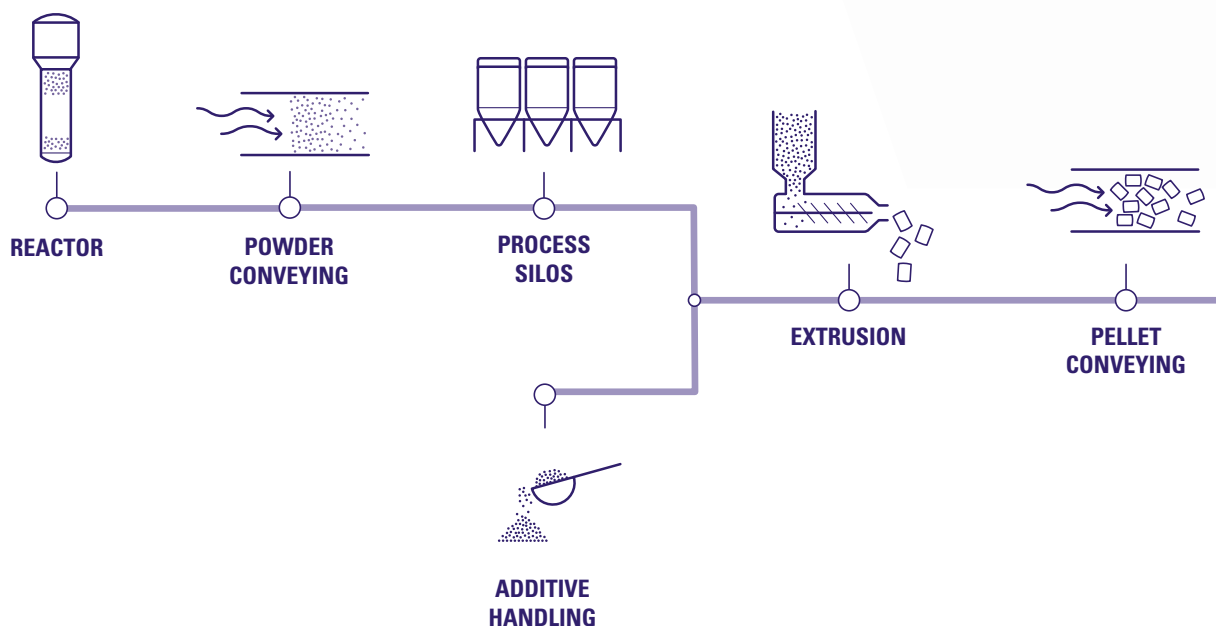 REACTOR
POWDER
CONVEYING
PROCESS
SILOS
EXTRUSION
PELLET
CONVEYING
ADDITIVE
HANDLING